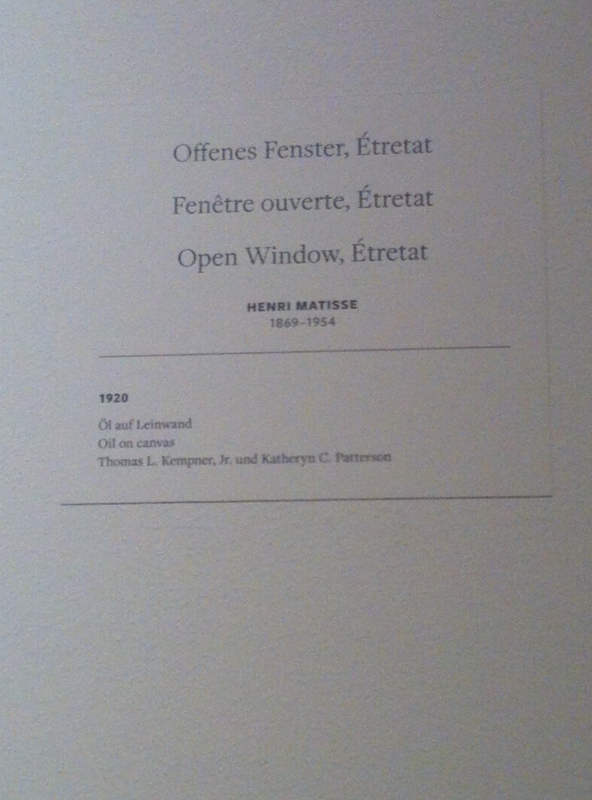 Offenes Fenster, Étretat
Fenêtre ouverte, Étretat
Open Window, Étretat
HENRI MATISSE
1869–1954
1920
Öl auf Leinwand
Oil on canvas
Thomas L. Kempner, Jr. und Katheryn C. Patterson